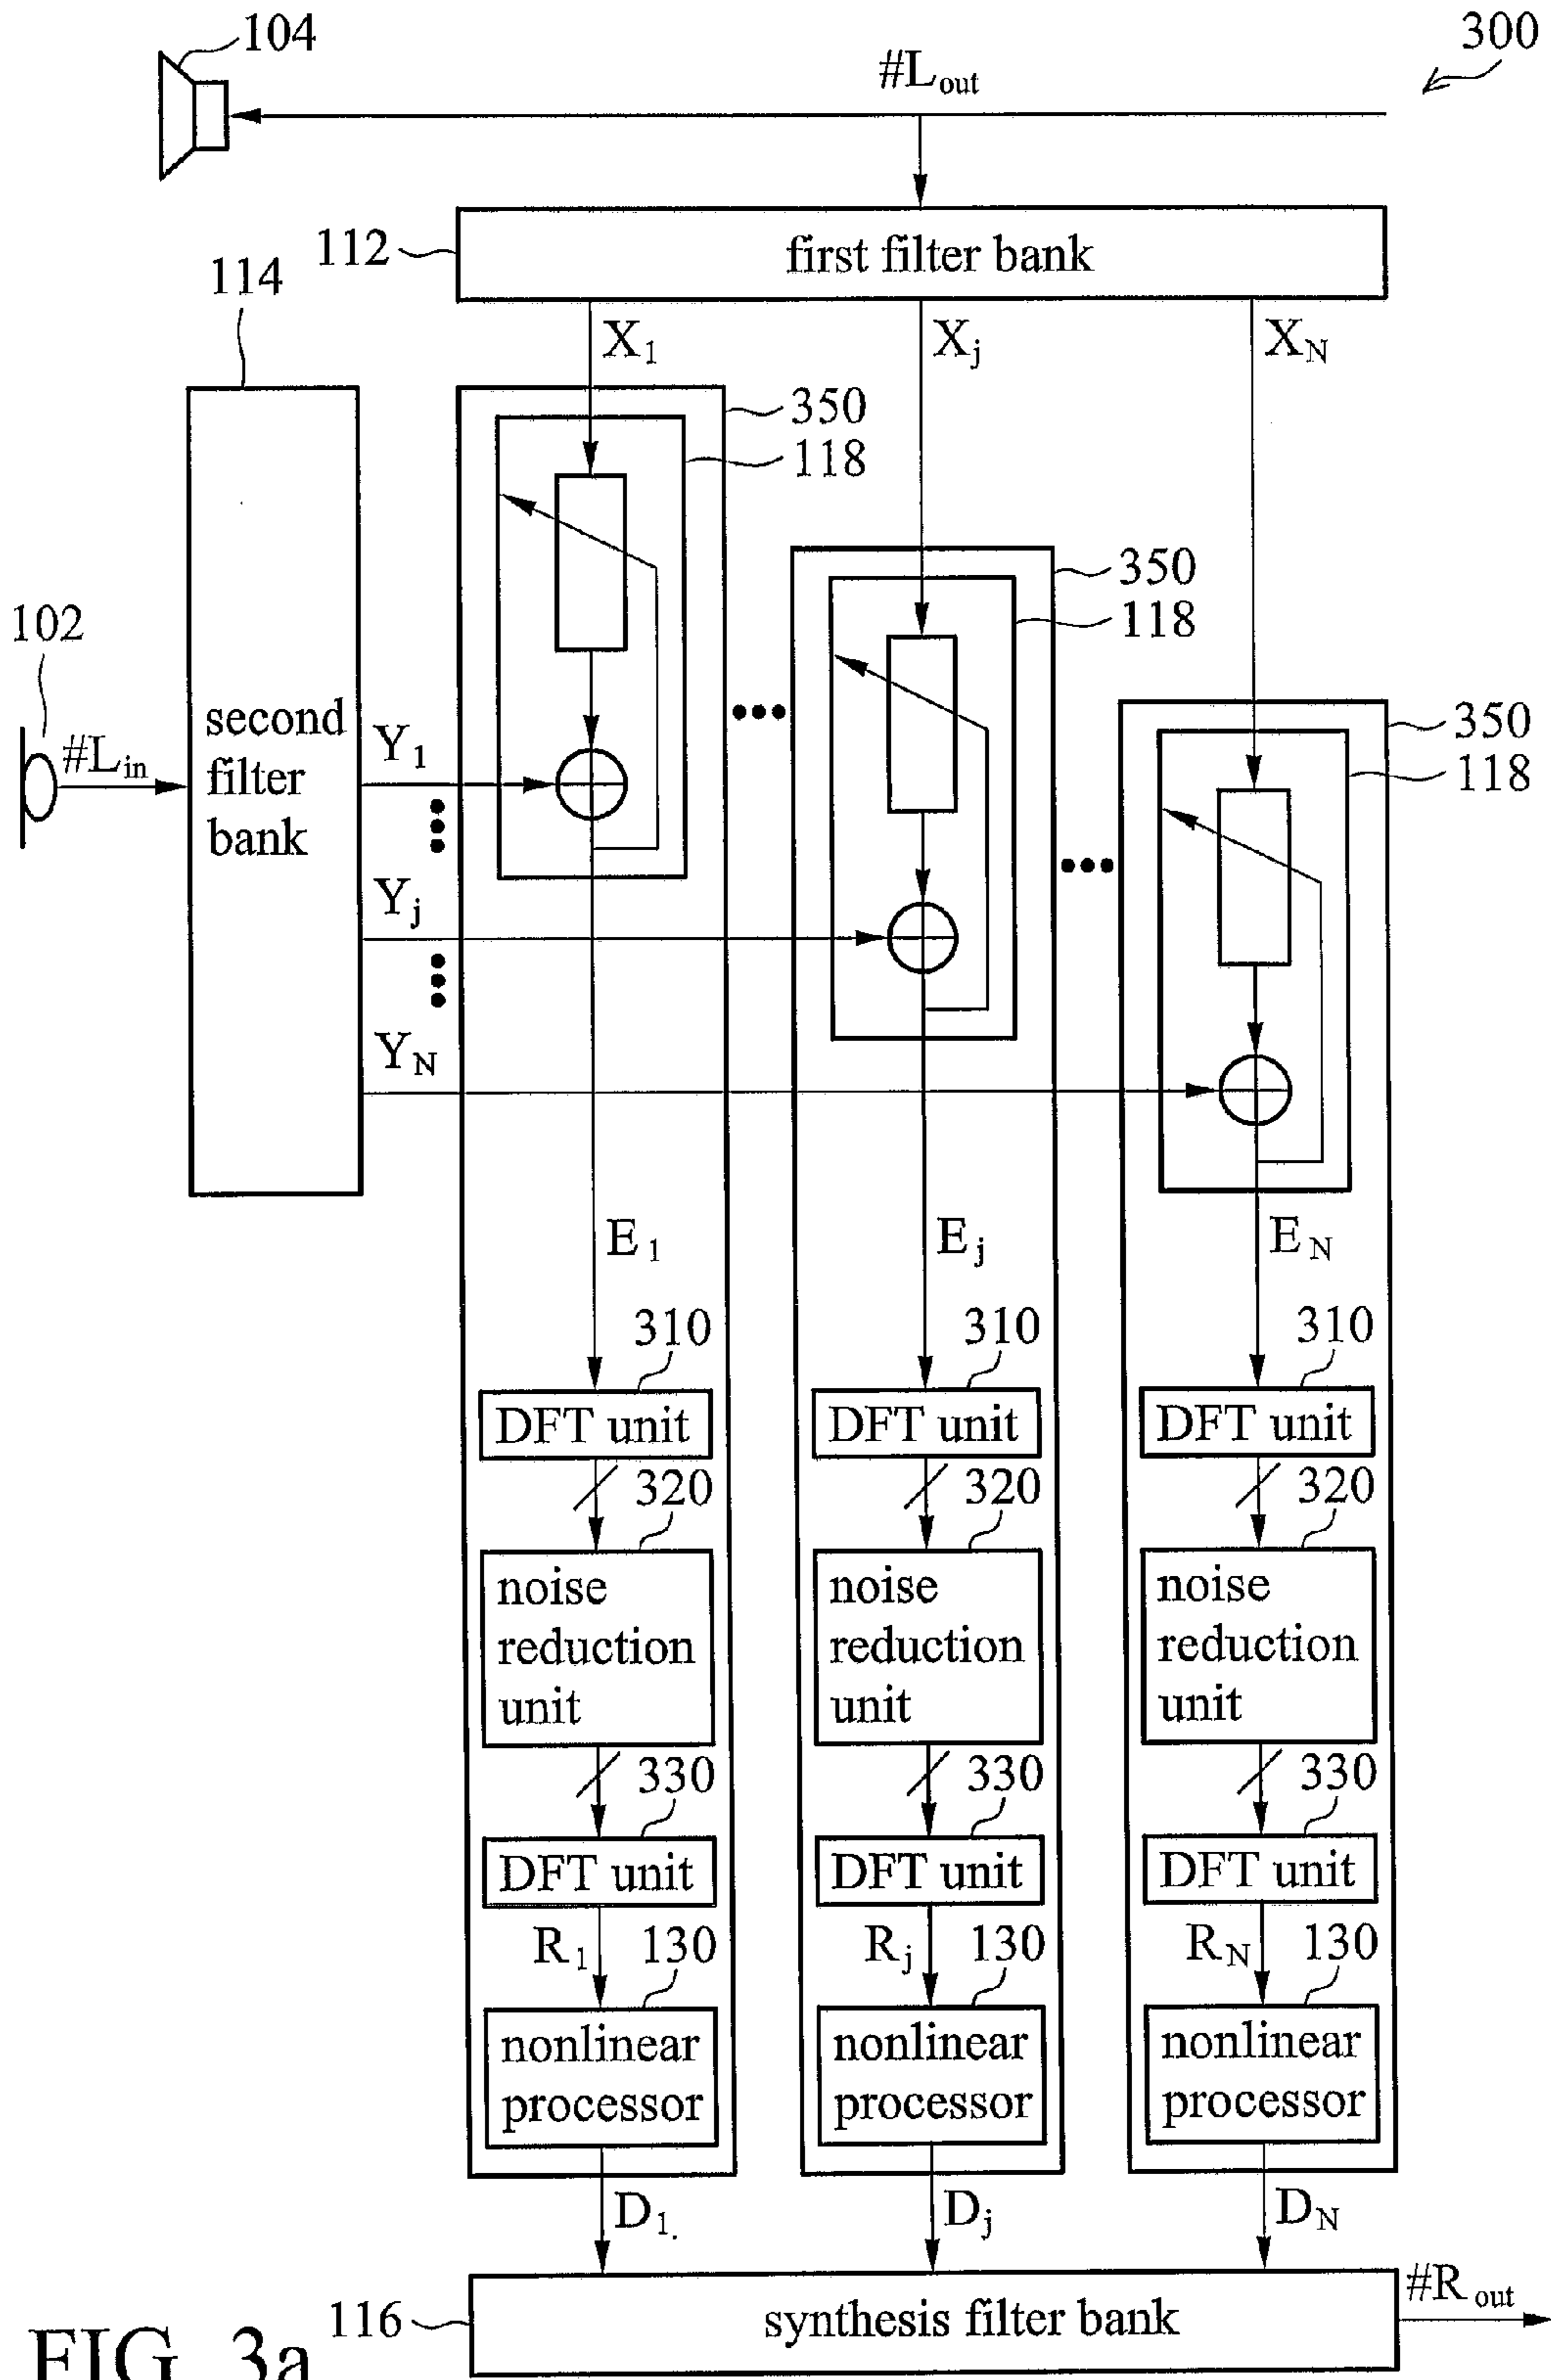 104
#Lout
300
112
first filter bank
114
X1
Xj
XN
350
118
350
118
102
second
filter
bank
#Lin
Y1
350
118
Yj
YN
E1
Ej
EN
310
310
310
DFT unit
DFT unit
DFT unit
320
320
320
noise
reduction
unit
noise
reduction
unit
noise
reduction
unit
330
330
330
DFT unit
DFT unit
DFT unit
R1
130
Rj
130
RN
130
nonlinear
processor
nonlinear
processor
nonlinear
processor
D1.
Dj
DN
116
synthesis filter bank
#Rout
FIG. 3a